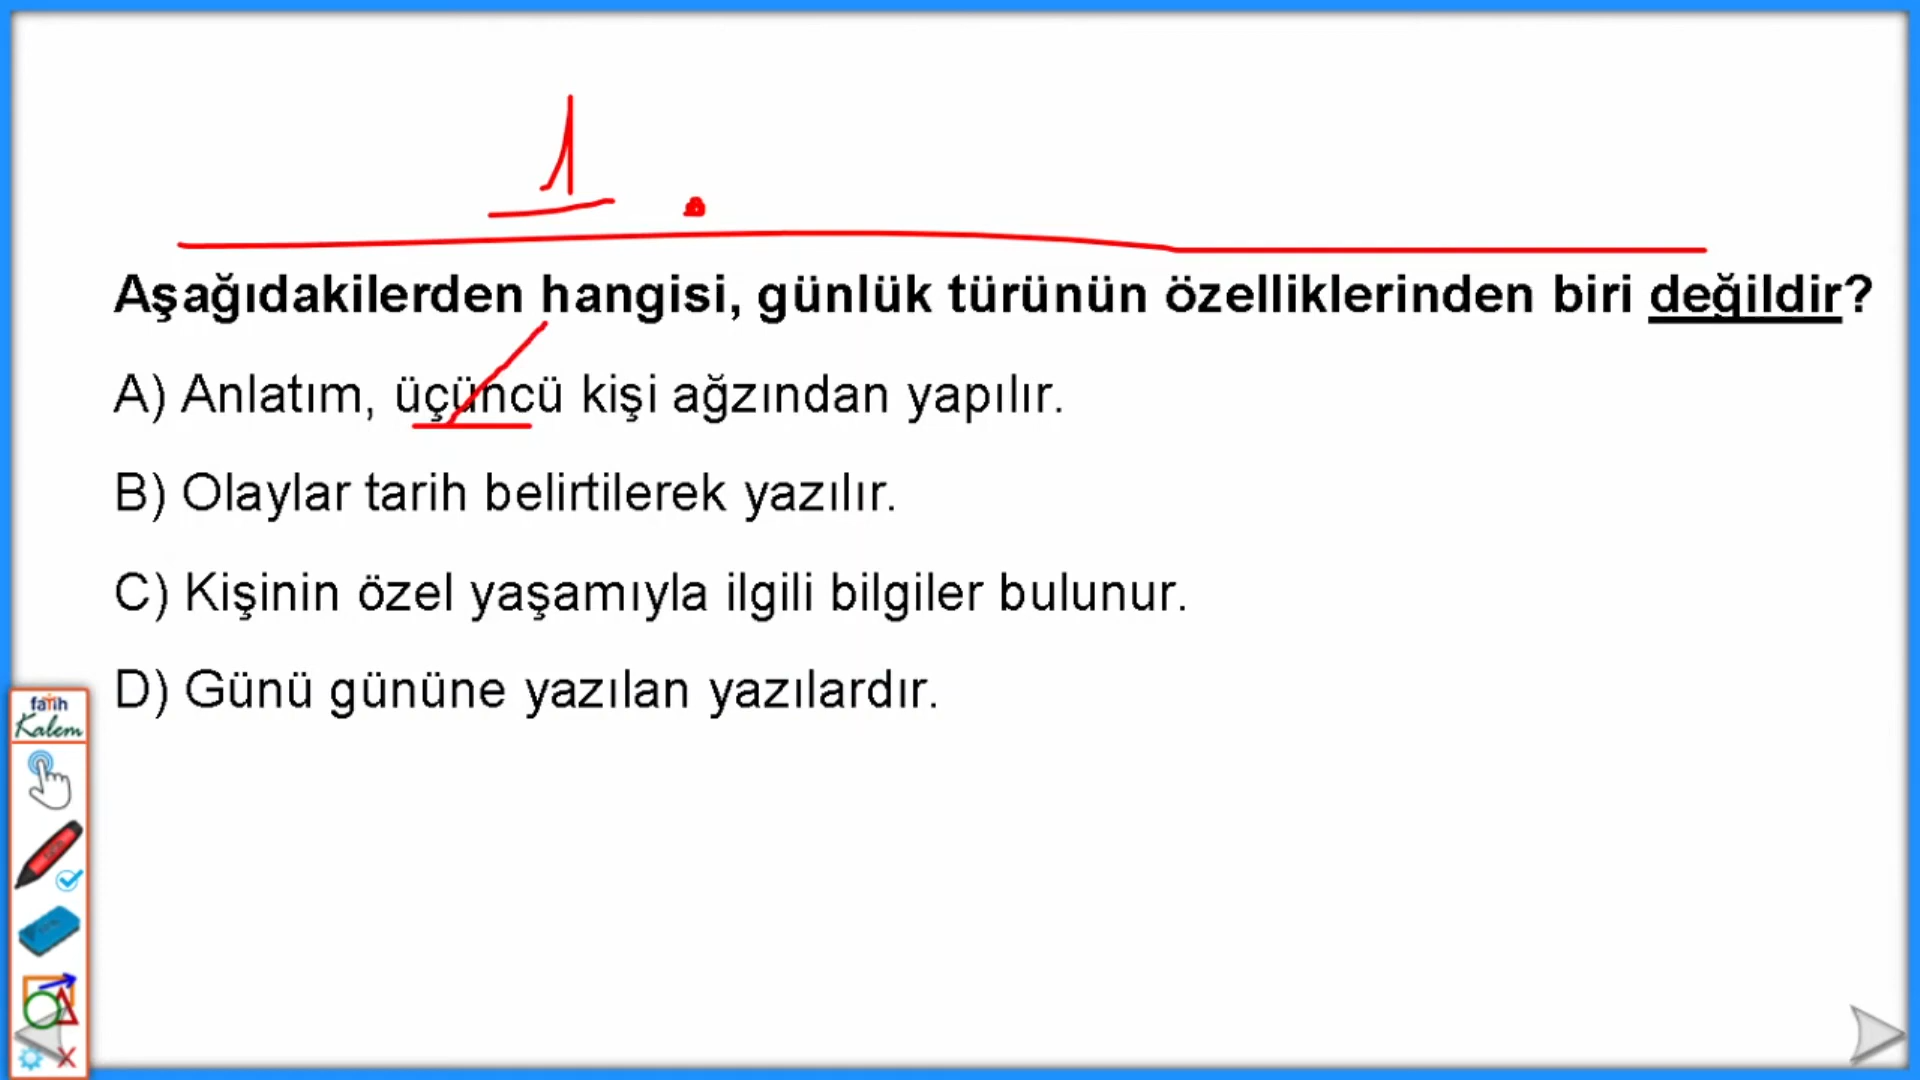 1.
Aşağıdakilerden hangisi, günlük türünün özelliklerinden biri değildir?
A) Anlatım, üçüncü kişi ağzından yapılır.
B) Olaylar tarih belirtilerek yazılır.
C) Kişinin özel yaşamıyla ilgili bilgiler bulunur.
D) Günü gününe yazılan yazılardır.
fatih
Kalem